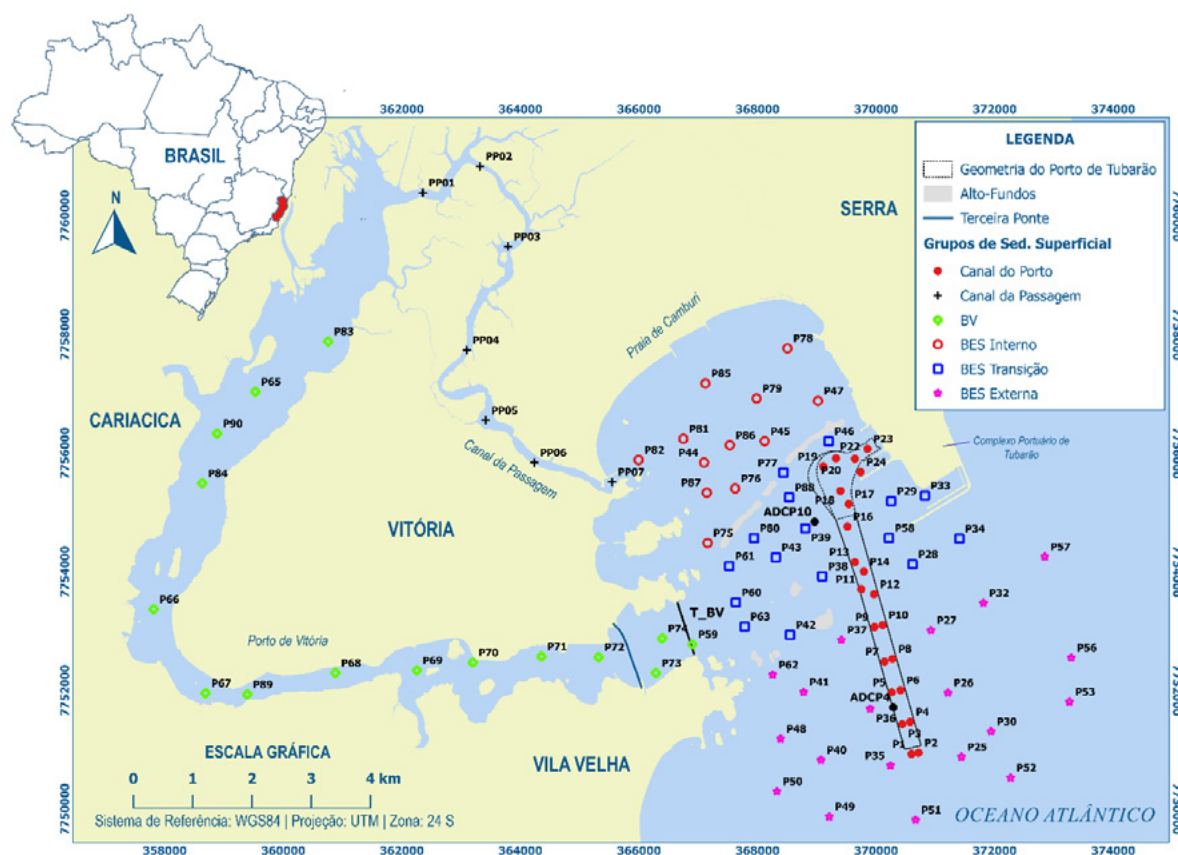 362000
364000
366000
368000
370000
372000
374000
BRASIL
N
LEGENDA
Geometria do Porto de Tubarão
Alto-Fundos
Terceira Ponte
Grupos de Sed. Superficial
Canal do Porto
Canal da Passagem
BV
BES Interno
BES Transição
BES Externa
SERRA
CARIACICA
VITÓRIA
VILA VELHA
Praia de Camburi
Canal da Passagem
Porto de Vitória
Complexo Portuário de
Tubarão
OCEANO ATLÂNTICO
PP02
PP01
PP03
PP04
PP05
PP06
PP07
P83
P65
P90
P84
P66
P67
P89
P68
P69
P70
P71
P72
P73
P74
P59
T_BV
P78
P85
P79
P47
P81
P86
P45
P82
P44
P87
P76
P75
P46
P77
P88
P80
P39
P43
P61
P38
P60
P63
P42
P29
P33
P58
P34
P28
P23
P22
P19
P20
P24
P17
P18
ADCP10
P16
P13
P14
P11
P12
P9
P10
P7
P8
P5
P6
ADCP4
P4
P3
P1
P2
P57
P32
P27
P37
P56
P62
P41
P26
P53
P36
P30
P48
P40
P35
P25
P52
P50
P49
P51
7760000
7758000
7756000
7754000
7752000
7750000
7760000
7758000
7756000
7754000
7752000
7750000
ESCALA GRÁFICA
0 1 2 3 4 km
Sistema de Referência: WGS84 | Projeção: UTM | Zona: 24 S
358000
360000
362000
364000
366000
368000
370000
372000
374000